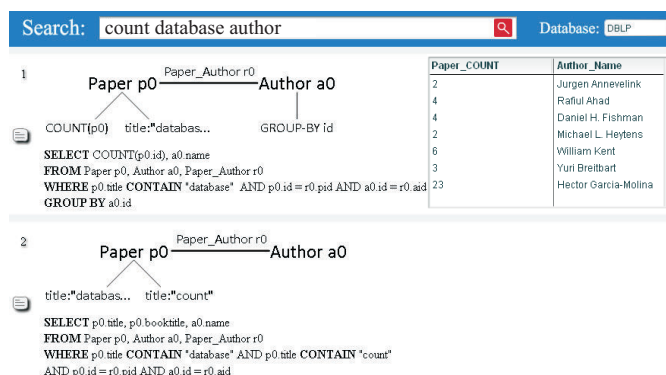 Search: count database author Database: DBLP
1
Paper p0 Paper_Author r0 Author a0
COUNT(p0) title:"databas... GROUP-BY id
SELECT COUNT(p0.id), a0.name
FROM Paper p0, Author a0, Paper_Author r0
WHERE p0.title CONTAIN "database" AND p0.id = r0.pid AND a0.id = r0.aid
GROUP BY a0.id
Paper_COUNT Author_Name
2 Jurgen Annevelink
4 Rafiul Ahad
4 Daniel H. Fishman
2 Michael L. Heytens
6 William Kent
3 Yuri Breitbart
23 Hector Garcia-Molina
2
Paper p0 Paper_Author r0 Author a0
title:"databas... title:"count"
SELECT p0.title, p0.booktitle, a0.name
FROM Paper p0, Author a0, Paper_Author r0
WHERE p0.title CONTAIN "database" AND p0.title CONTAIN "count"
AND p0.id = r0.pid AND a0.id = r0.aid